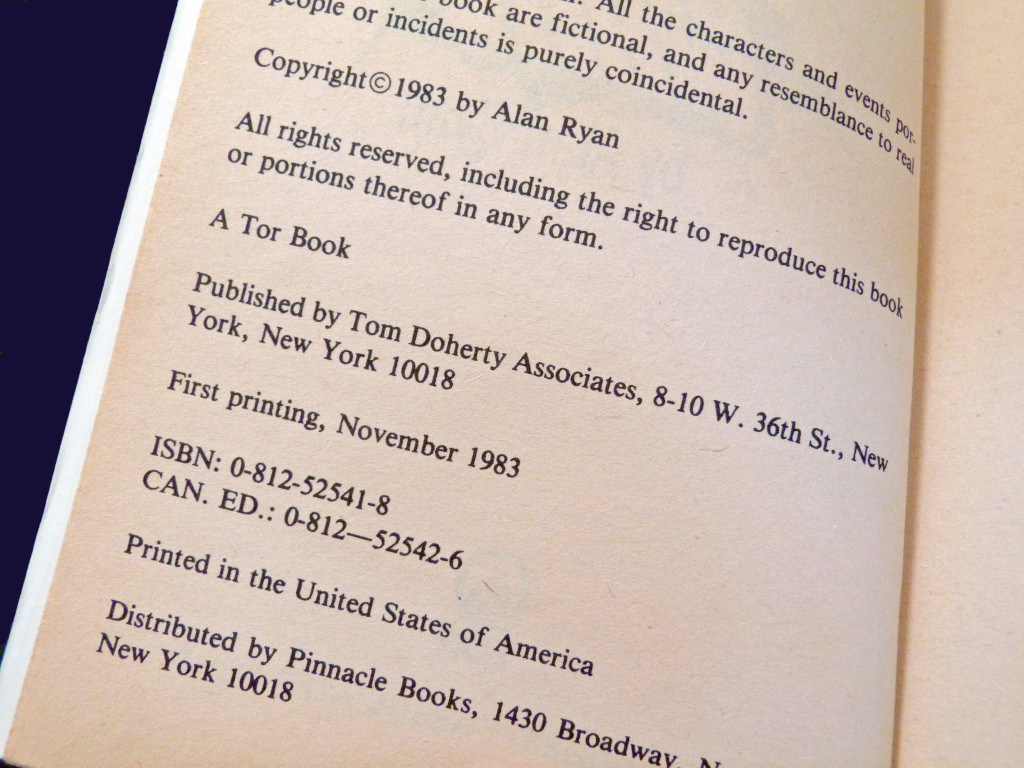 All the characters and events por-
book are fictional, and any resemblance to real
people or incidents is purely coincidental.
Copyright©1983 by Alan Ryan
All rights reserved, including the right to reproduce this book
or portions thereof in any form.
A Tor Book
Published by Tom Doherty Associates, 8-10 W. 36th St., New
York, New York 10018
First printing, November 1983
ISBN: 0-812-52541-8
CAN. ED.: 0-812—52542-6
Printed in the United States of America
Distributed by Pinnacle Books, 1430 Broadway,
New York 10018